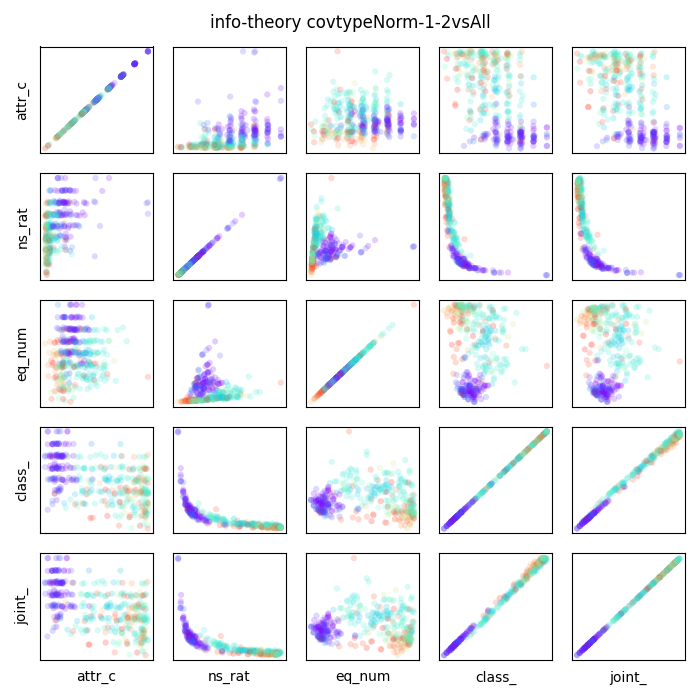 info-theory covtypeNorm-1-2vsAll
attr_c
ns_rat
eq_num
class_
joint_
attr_c
ns_rat
eq_num
class_
joint_